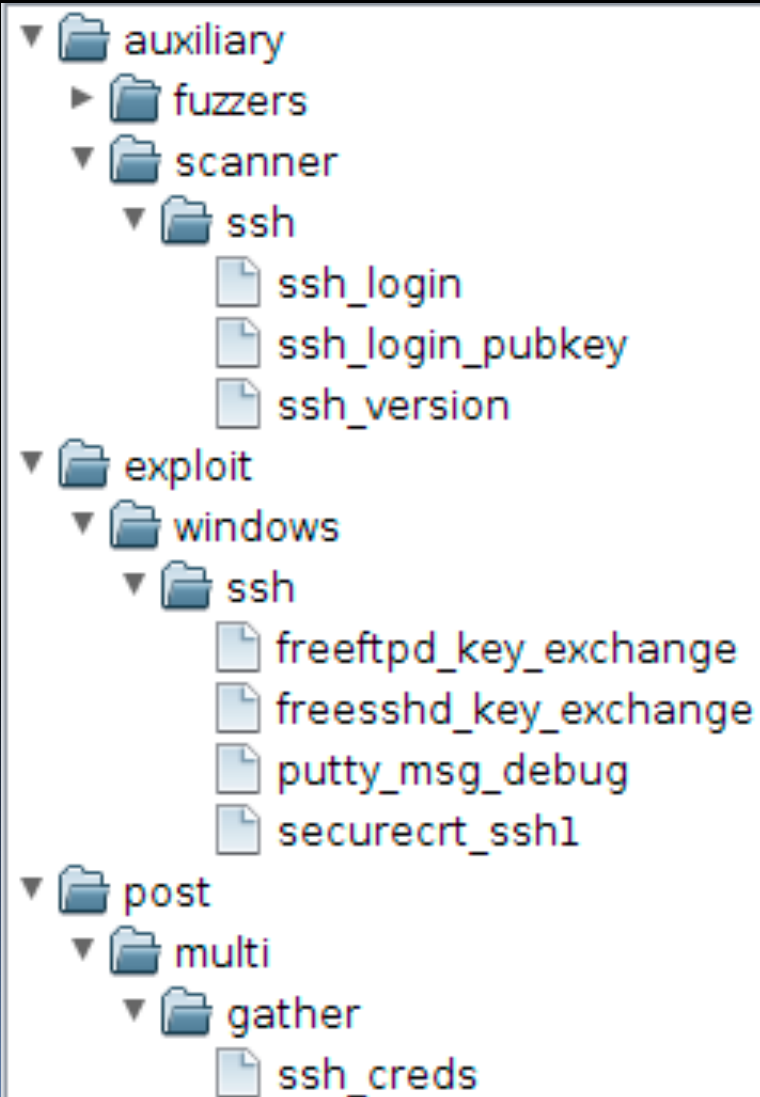 auxiliary
fuzzers
scanner
ssh
ssh_login
ssh_login_pubkey
ssh_version
exploit
windows
ssh
freeftpd_key_exchange
freesshd_key_exchange
putty_msg_debug
securecrt_ssh1
post
multi
gather
ssh_creds